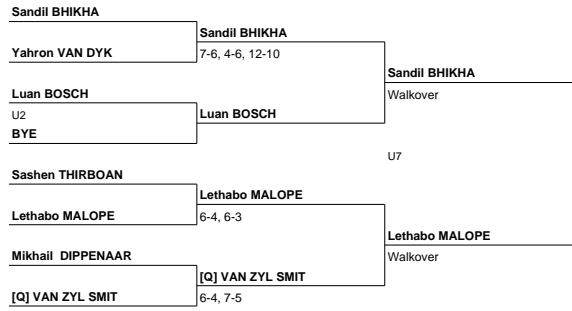 Sandil BHIKHA
Sandil BHIKHA
Yahron VAN DYK
7-6, 4-6, 12-10
Sandil BHIKHA
Luan BOSCH
Walkover
U2
Luan BOSCH
BYE
U7
Sashen THIRBOAN
Lethabo MALOPE
Lethabo MALOPE
6-4, 6-3
Lethabo MALOPE
Mikhail DIPPENAAR
Walkover
[Q] VAN ZYL SMIT
[Q] VAN ZYL SMIT
6-4, 7-5